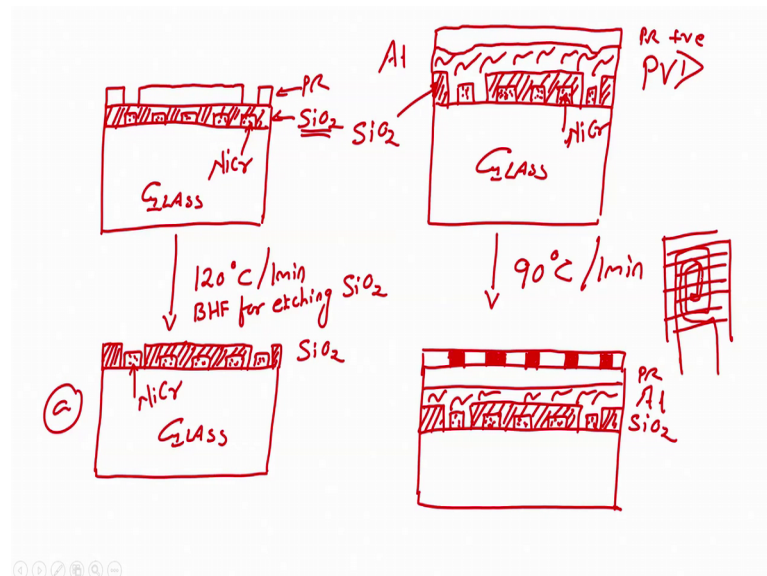 PR
SiO2
NiCr
GLASS
120°C/1min
BHF for etching SiO2
SiO2
NiCr
GLASS
a
Al
PR +ve
PVD
SiO2
NiCr
GLASS
90°C/1min
PR
Al
SiO2